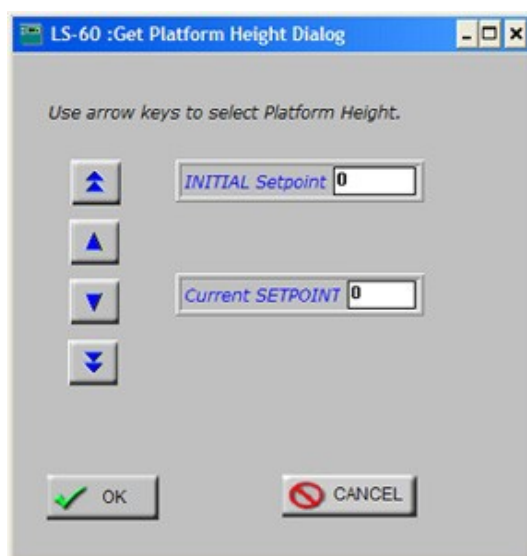 LS-60 :Get Platform Height Dialog
Use arrow keys to select Platform Height.
INITIAL Setpoint 0
Current SETPOINT 0
OK
CANCEL